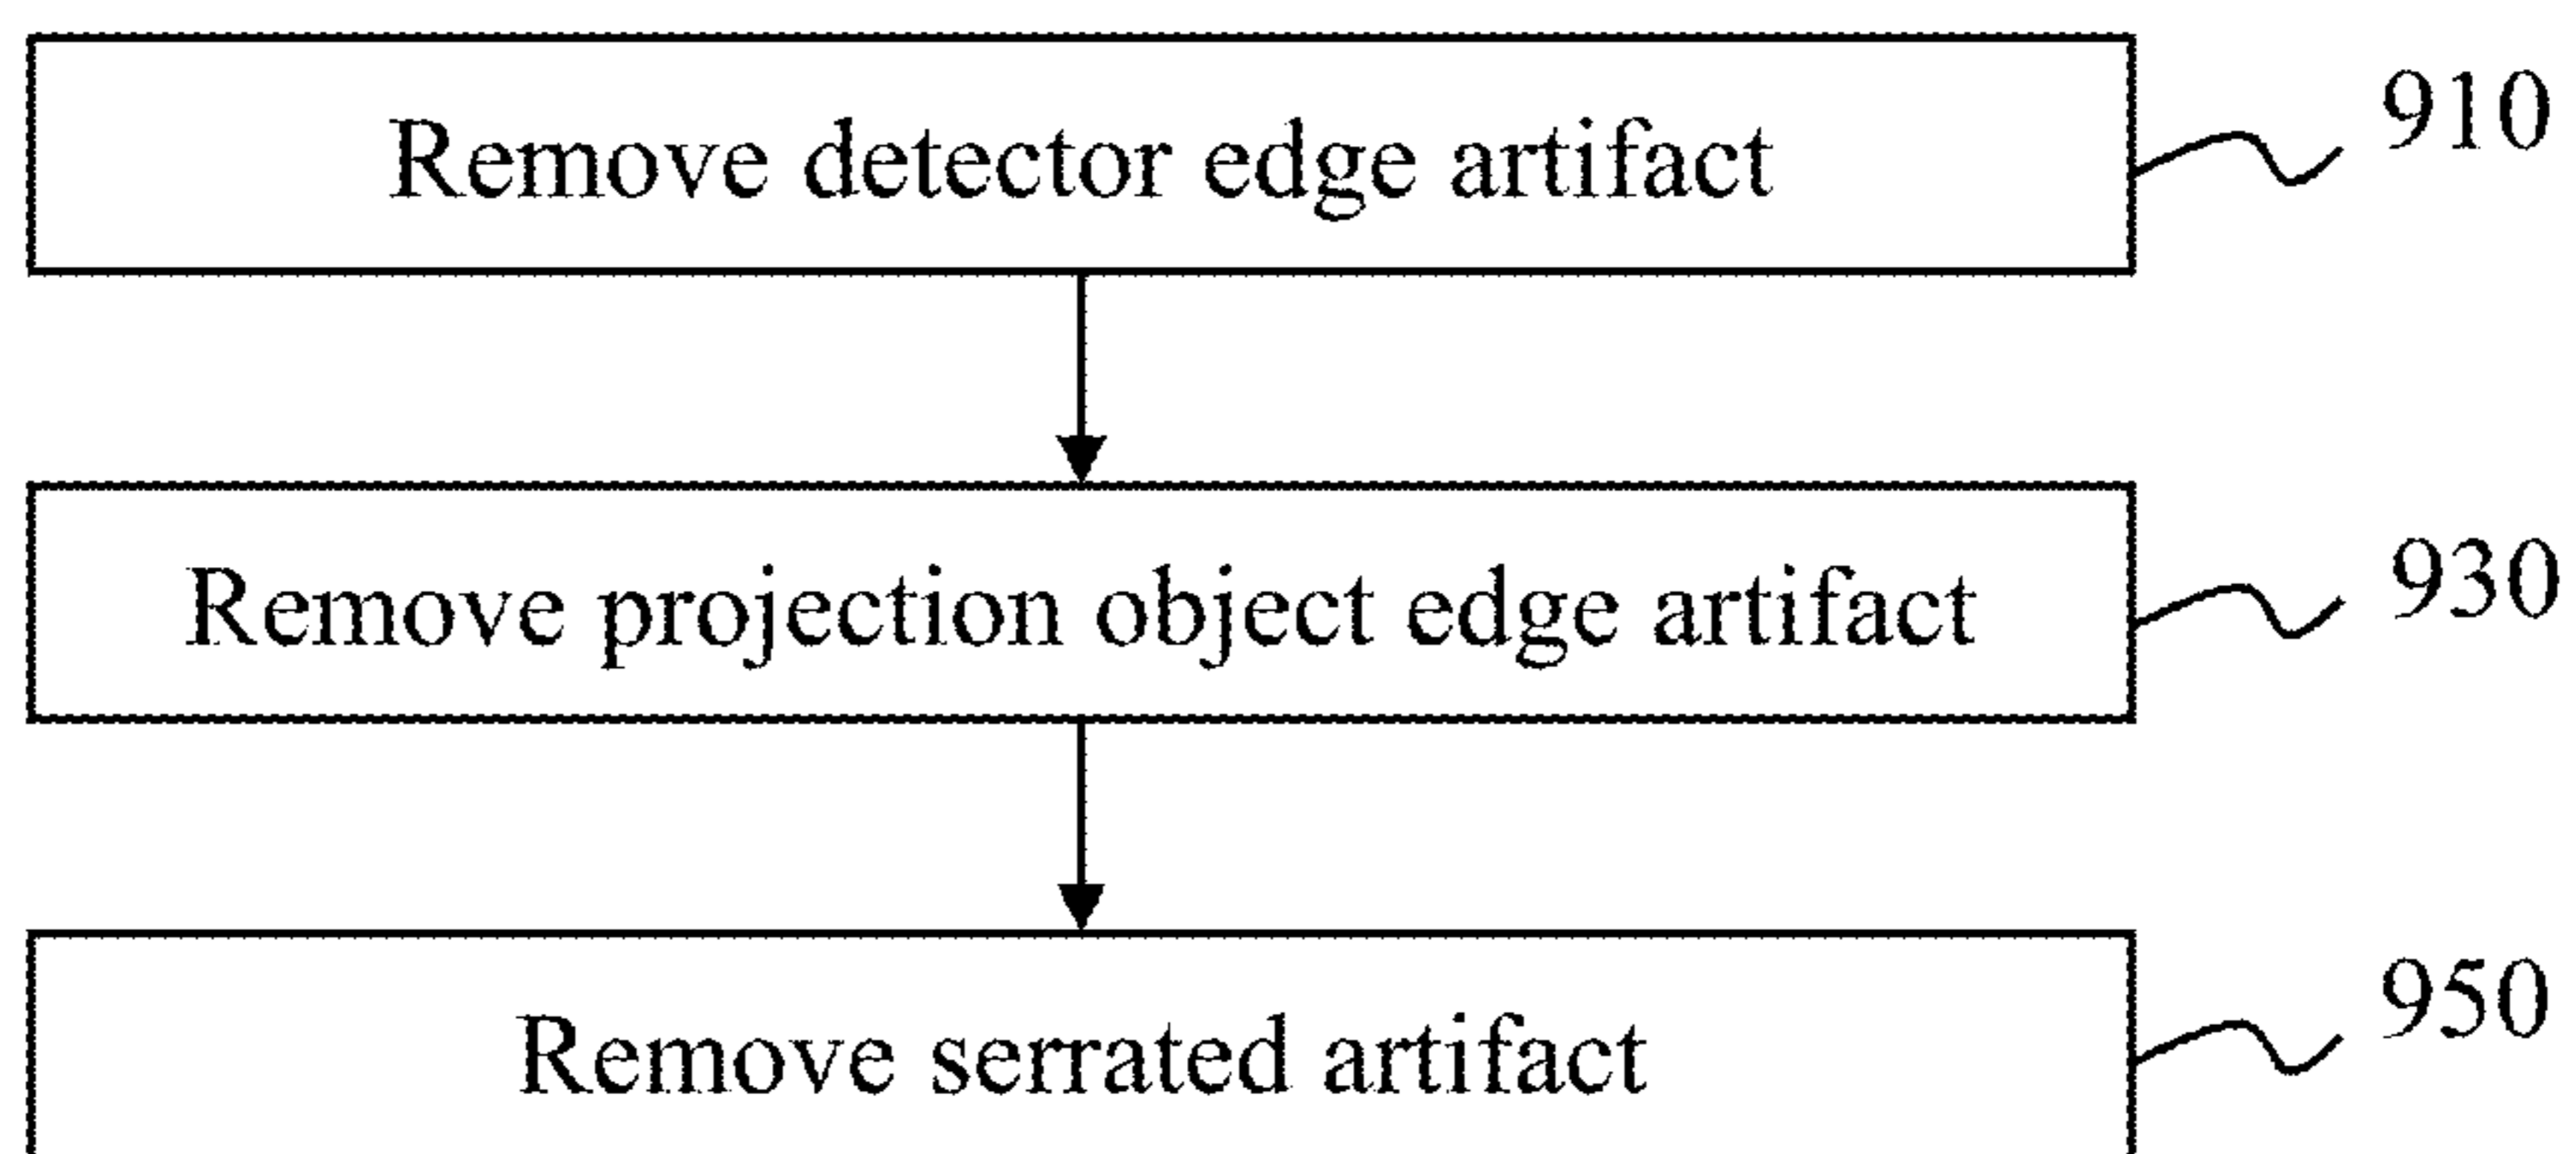 Remove detector edge artifact
910
Remove projection object edge artifact
930
Remove serrated artifact
950